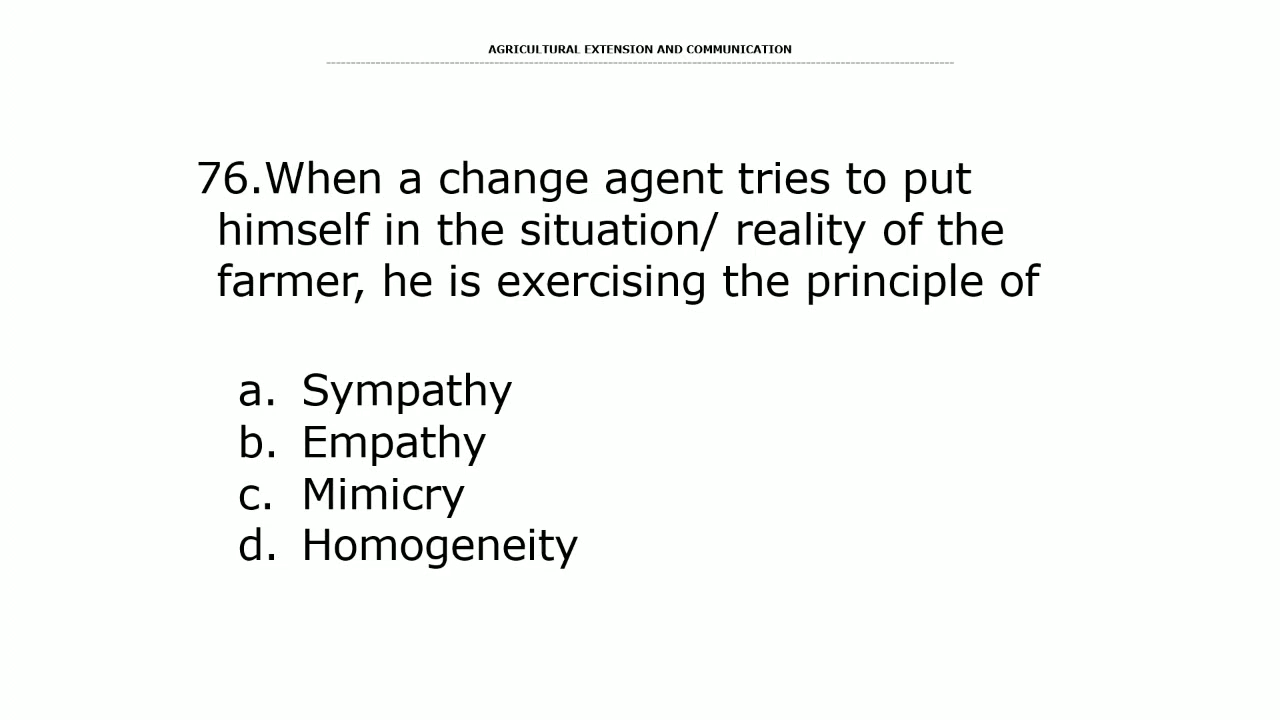 AGRICULTURAL EXTENSION AND COMMUNICATION
76.When a change agent tries to put
himself in the situation/ reality of the
farmer, he is exercising the principle of
a. Sympathy
b. Empathy
c. Mimicry
d. Homogeneity